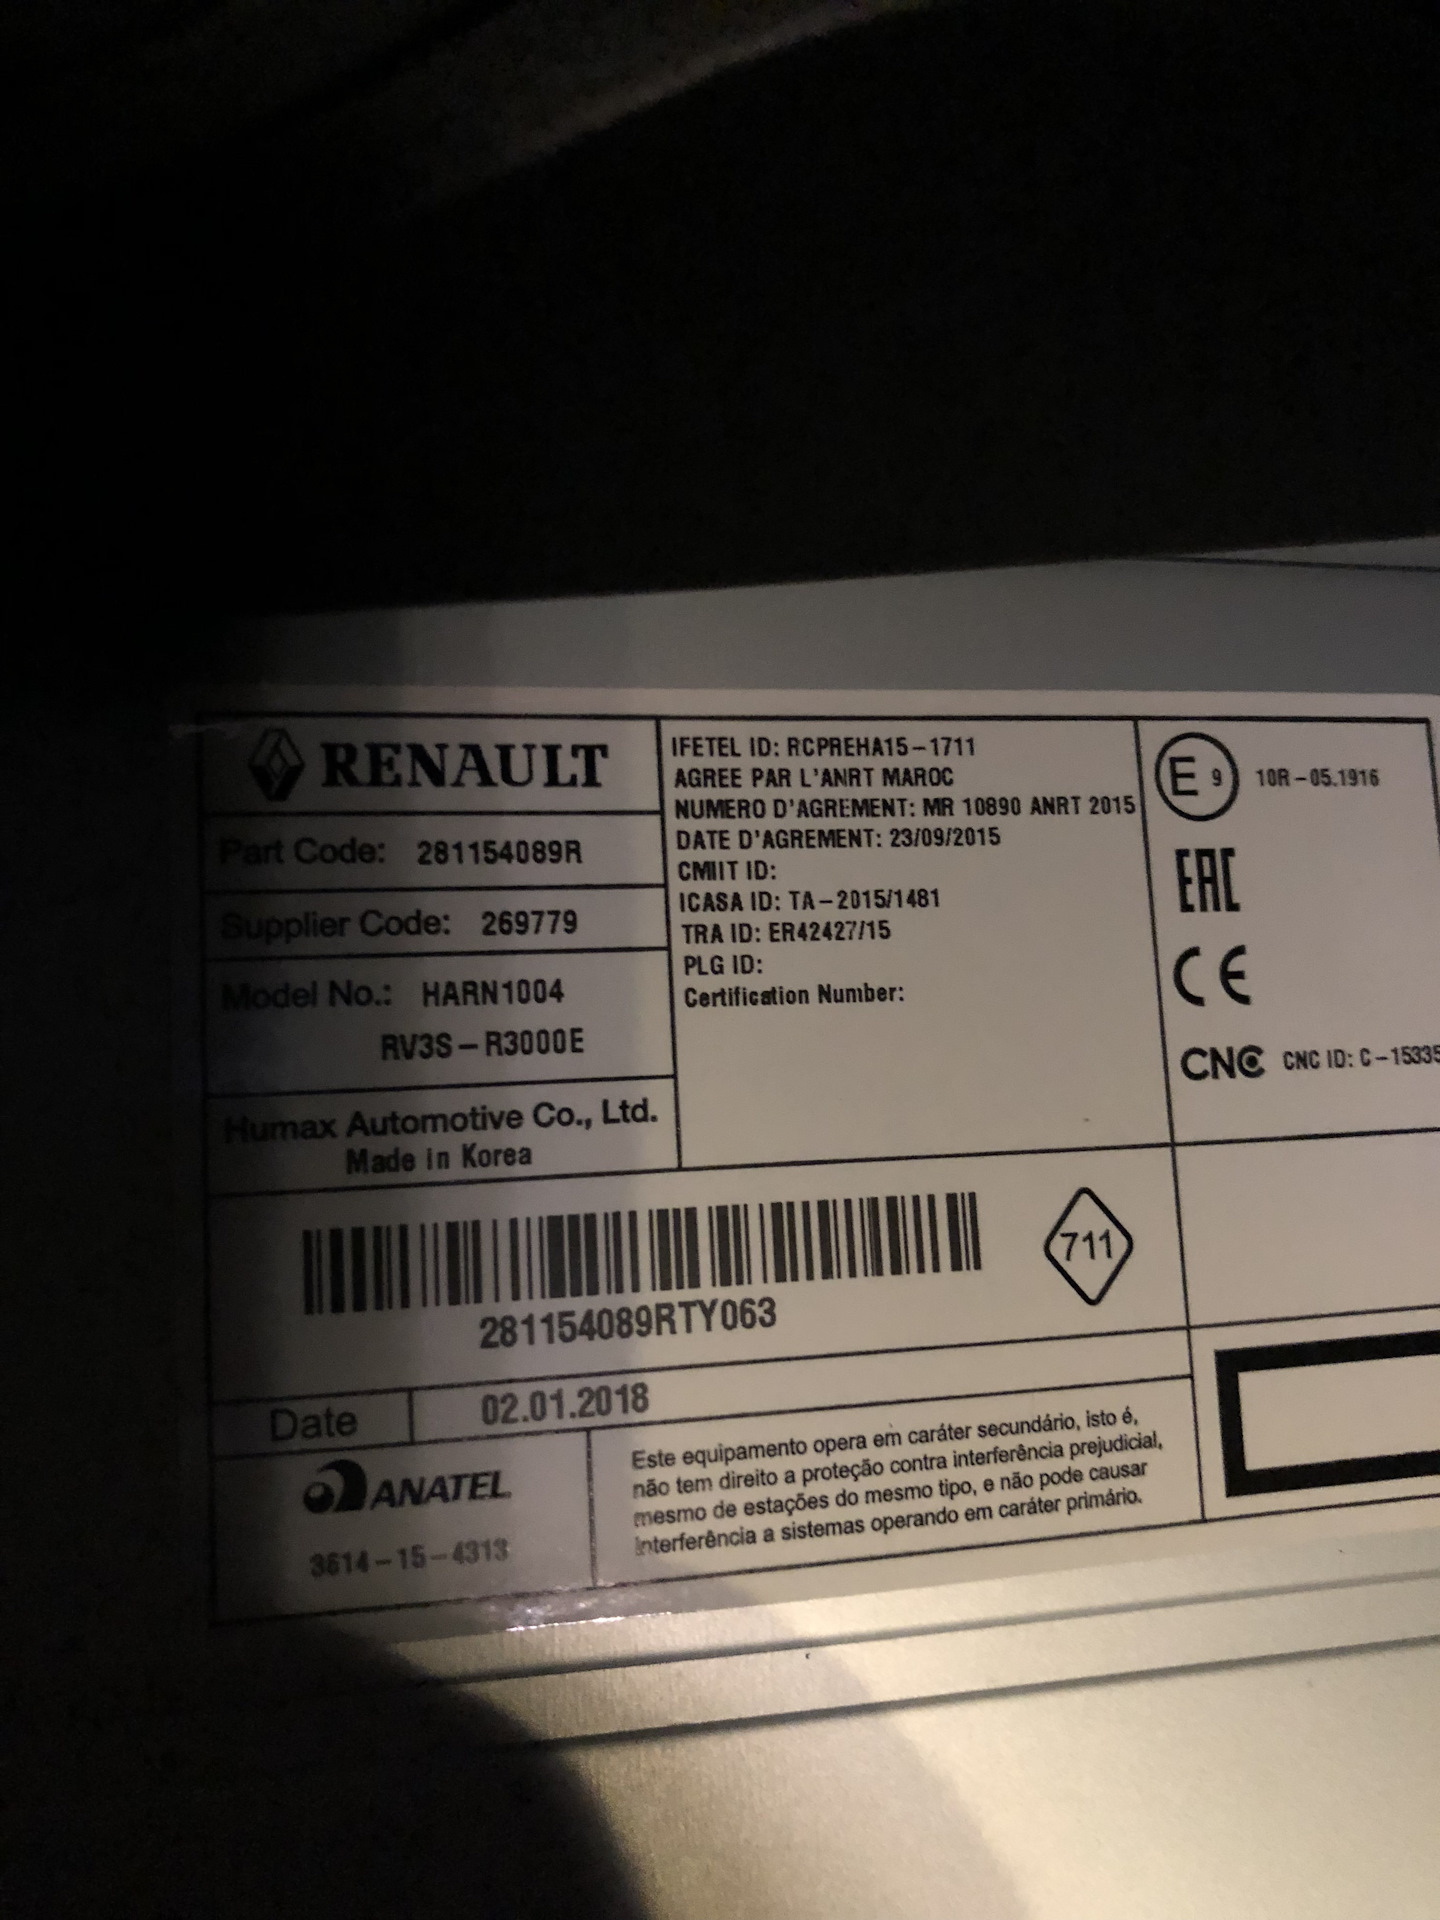 RENAULT
Part Code: 281154089R
Supplier Code: 269779
Model No.: HARN1004
RV3S-R3000E
Humax Automotive Co., Ltd.
Made in Korea
IFETEL ID: RCPREHA15-1711
AGREE PAR L'ANRT MAROC
NUMERO D'AGREMENT: MR 10890 ANRT 2015
DATE D'AGREMENT: 23/09/2015
CMIIT ID:
ICASA ID: TA-2015/1481
TRA ID: ER42427/15
PLG ID:
Certification Number:
E 9 10R-05.1916
EAC
CE
CNC CNC ID: C-15335
281154089RTY063
711
Date 02.01.2018
ANATEL
3614-15-4313
Este equipamento opera em caráter secundário, isto é,
não tem direito a proteção contra interferência prejudicial,
mesmo de estações do mesmo tipo, e não pode causar
interferência a sistemas operando em caráter primário.